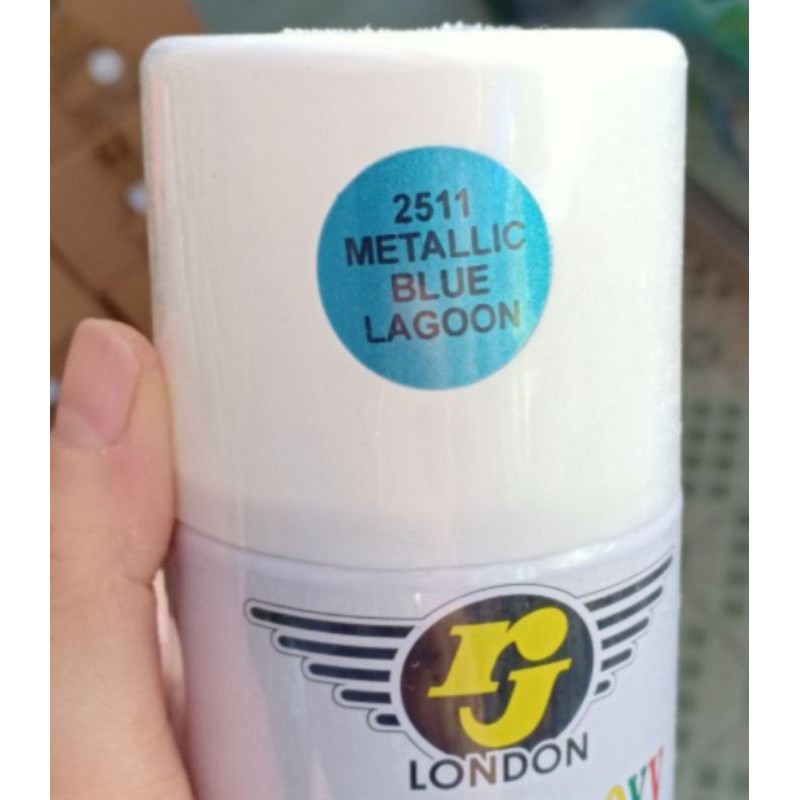 2511
METALLIC
BLUE
LAGOON
rj
LONDON